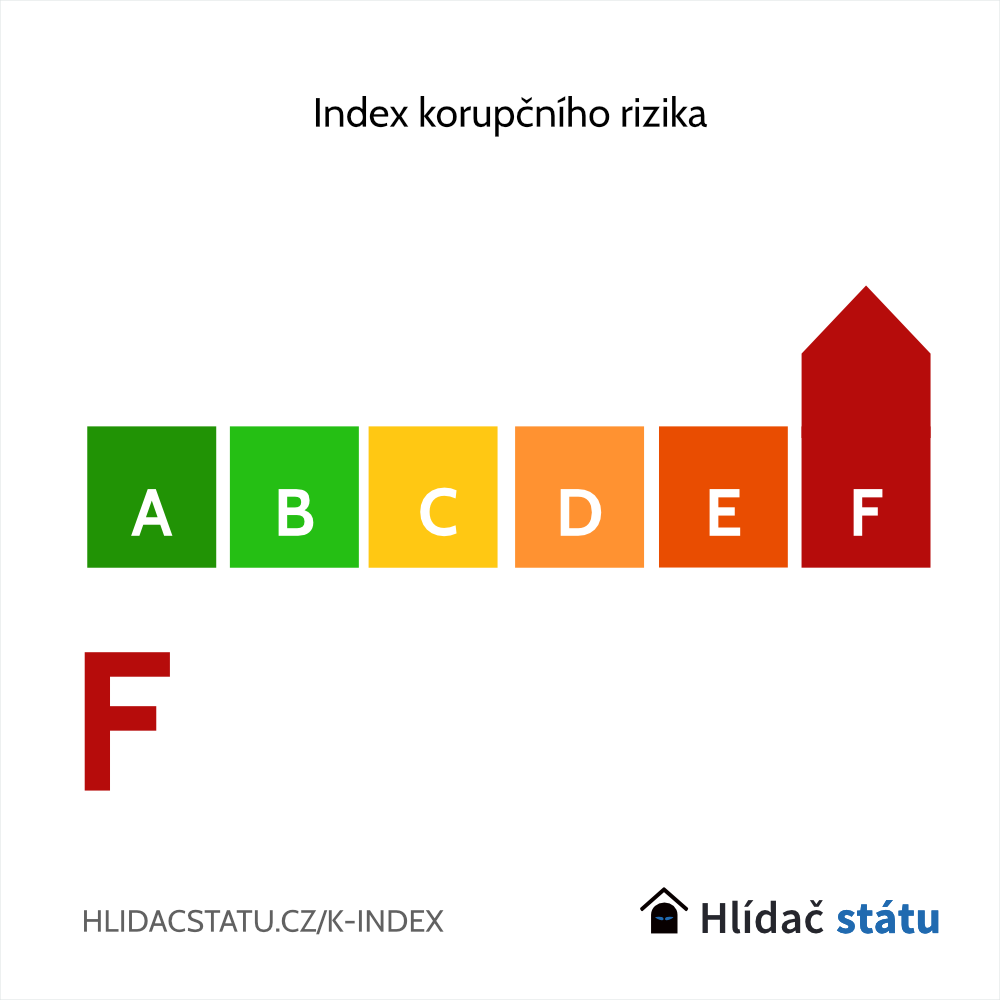 Index korupčního rizika
A B C D E F
F
HLIDACSTATU.CZ/K-INDEX
Hlídač státu